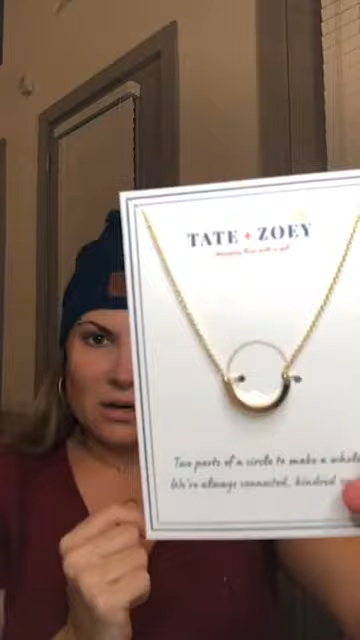 TATE + ZOEY
Two parts of a circle to make a whole
We're always connected, kindred